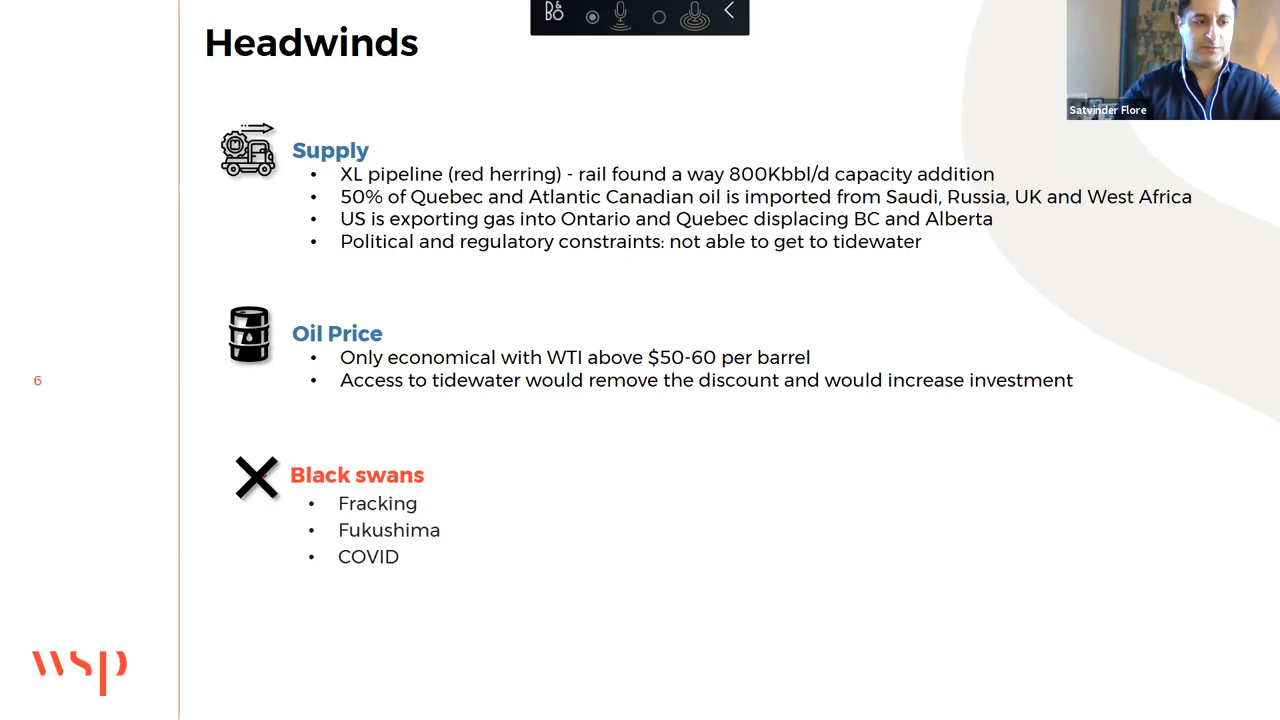 B&O
Headwinds
Satvinder Flore
Supply
• XL pipeline (red herring) - rail found a way 800Kbbl/d capacity addition
• 50% of Quebec and Atlantic Canadian oil is imported from Saudi, Russia, UK and West Africa
• US is exporting gas into Ontario and Quebec displacing BC and Alberta
• Political and regulatory constraints: not able to get to tidewater
Oil Price
• Only economical with WTI above $50-60 per barrel
• Access to tidewater would remove the discount and would increase investment
6
Black swans
• Fracking
• Fukushima
• COVID
wsp